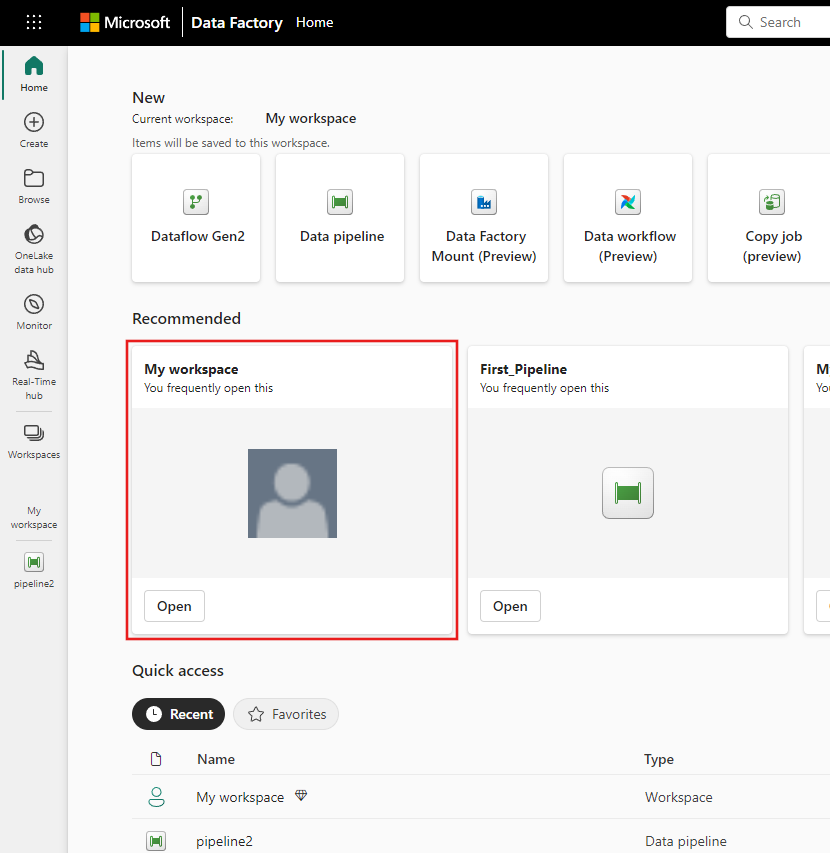 Microsoft Data Factory Home Search
Home
Create
Browse
OneLake
data hub
Monitor
Real-Time
hub
Workspaces
My
workspace
pipeline2
New
Current workspace: My workspace
Items will be saved to this workspace.
Dataflow Gen2
Data pipeline
Data Factory
Mount (Preview)
Data workflow
(Preview)
Copy job
(preview)
Recommended
My workspace
You frequently open this
Open
First_Pipeline
You frequently open this
Open
Quick access
Recent Favorites
Name Type
My workspace Workspace
pipeline2 Data pipeline